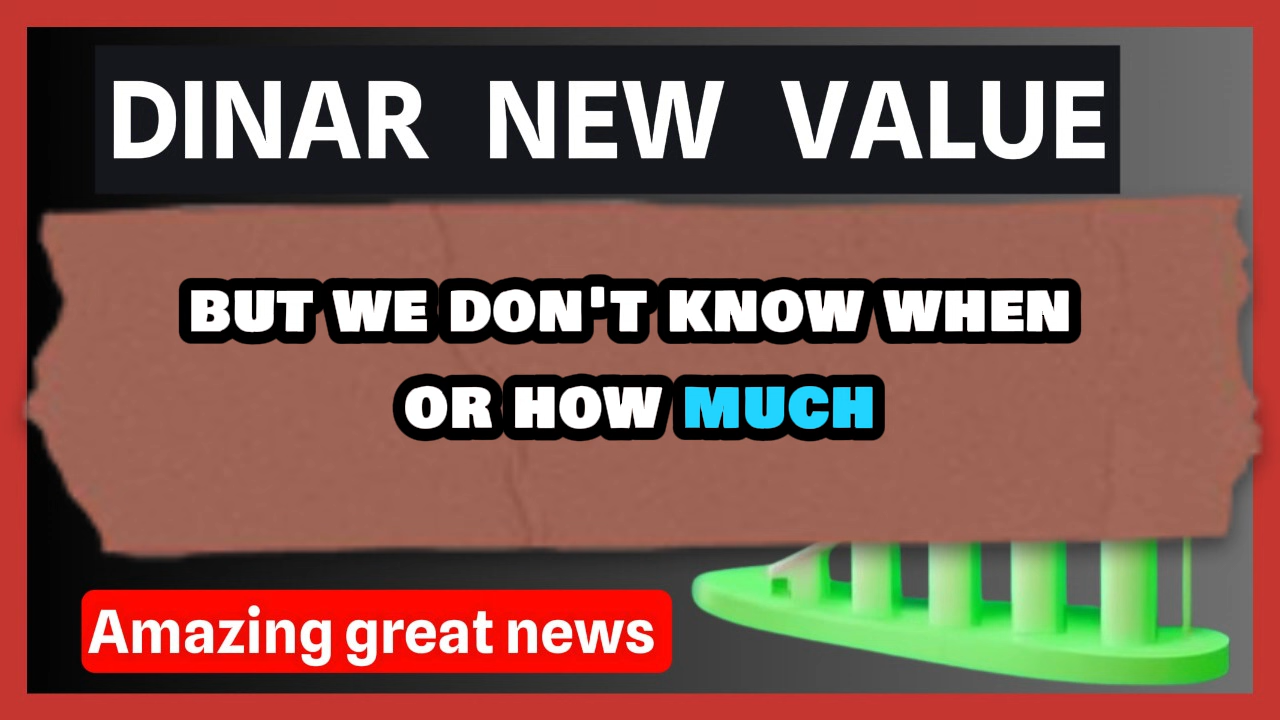 DINAR NEW VALUE
BUT WE DON'T KNOW WHEN
OR HOW MUCH
Amazing great news